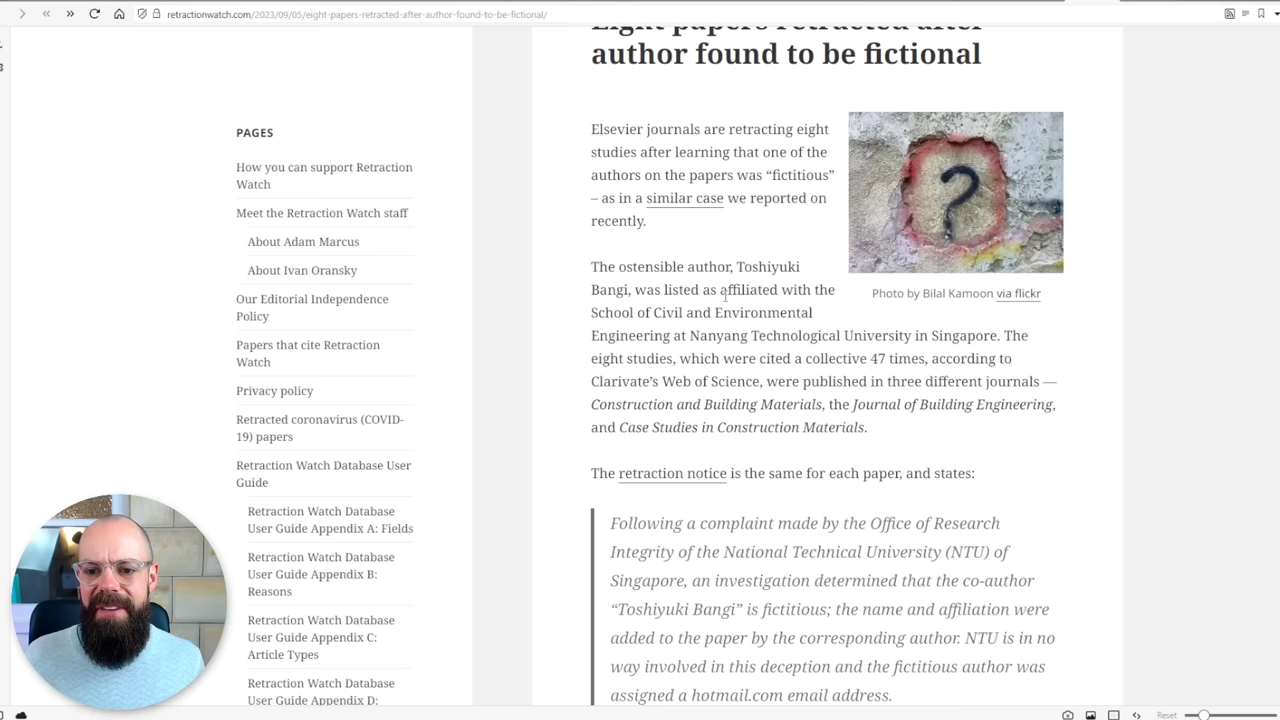 retractionwatch.com/2023/09/05/eight-papers-retracted-after-author-found-to-be-fictional/
Eight papers retracted after
author found to be fictional
PAGES
How you can support Retraction
Watch
Meet the Retraction Watch staff
About Adam Marcus
About Ivan Oransky
Our Editorial Independence
Policy
Papers that cite Retraction
Watch
Privacy policy
Retracted coronavirus (COVID-
19) papers
Retraction Watch Database User
Guide
Retraction Watch Database
User Guide Appendix A: Fields
Retraction Watch Database
User Guide Appendix B:
Reasons
Retraction Watch Database
User Guide Appendix C:
Article Types
Retraction Watch Database
User Guide Appendix D:
Elsevier journals are retracting eight
studies after learning that one of the
authors on the papers was “fictitious”
– as in a similar case we reported on
recently.
?
Photo by Bilal Kamoon via flickr
The ostensible author, Toshiyuki
Bangi, was listed as affiliated with the
School of Civil and Environmental
Engineering at Nanyang Technological University in Singapore. The
eight studies, which were cited a collective 47 times, according to
Clarivate’s Web of Science, were published in three different journals —
Construction and Building Materials, the Journal of Building Engineering,
and Case Studies in Construction Materials.
The retraction notice is the same for each paper, and states:
Following a complaint made by the Office of Research
Integrity of the National Technical University (NTU) of
Singapore, an investigation determined that the co-author
“Toshiyuki Bangi” is fictitious; the name and affiliation were
added to the paper by the corresponding author. NTU is in no
way involved in this deception and the fictitious author was
assigned a hotmail.com email address.
Reset